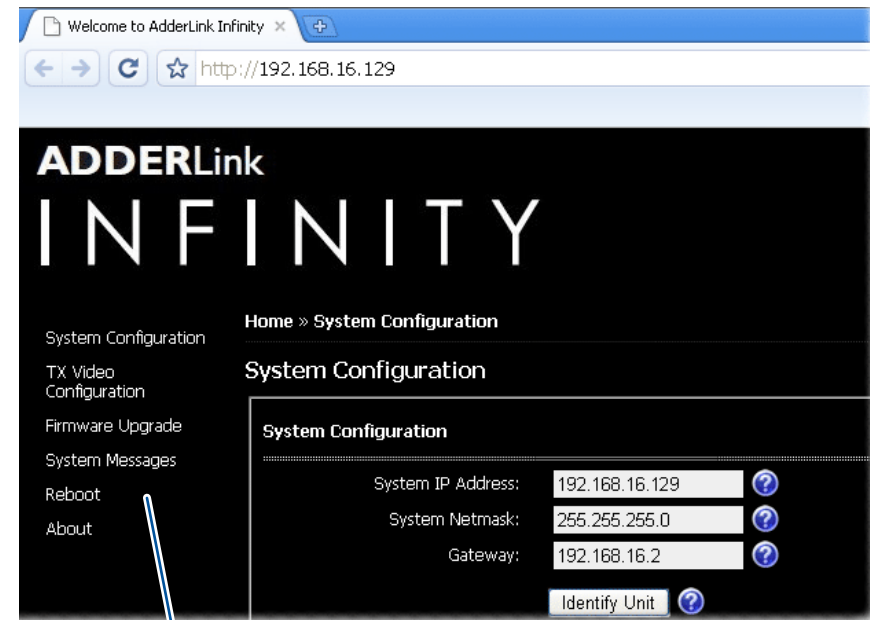 Welcome to AdderLink Infinity
http://192.168.16.129
ADDERLink
INFINITY
System Configuration
TX Video
Configuration
Firmware Upgrade
System Messages
Reboot
About
Home » System Configuration
System Configuration
System Configuration
System IP Address: 192.168.16.129
System Netmask: 255.255.255.0
Gateway: 192.168.16.2
Identify Unit